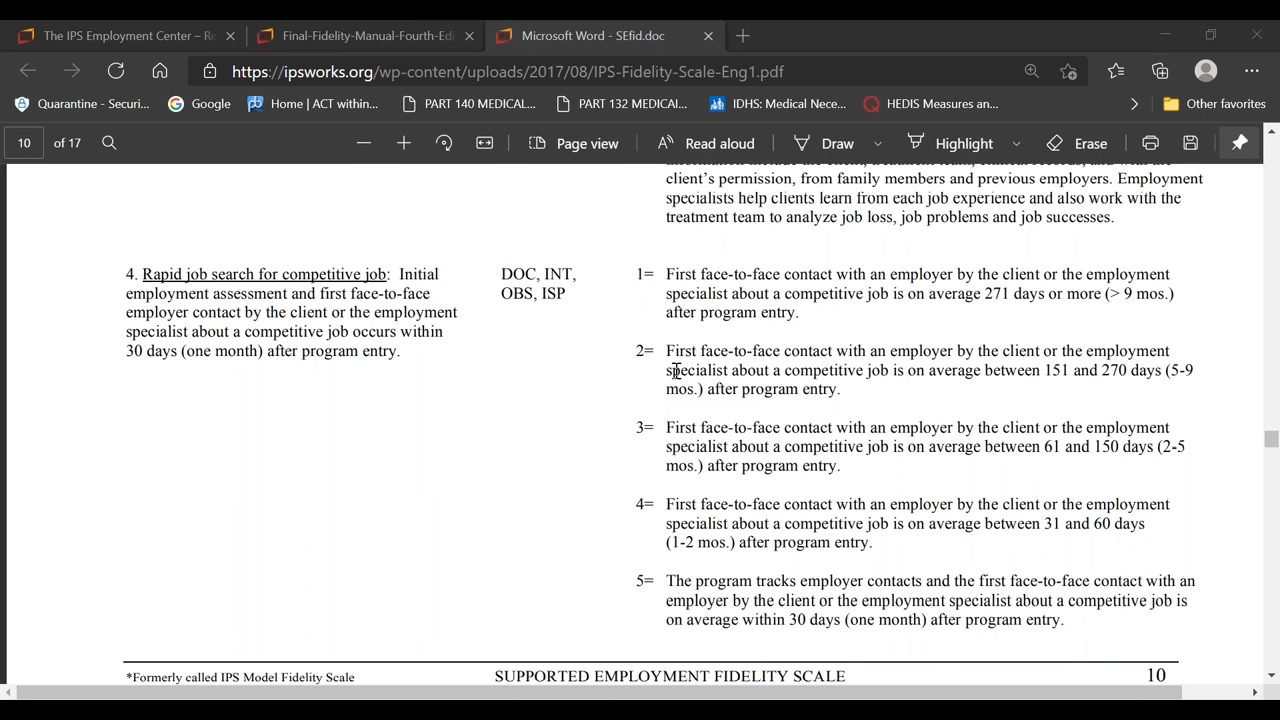 The IPS Employment Center – Re
Final-Fidelity-Manual-Fourth-Edi
Microsoft Word - SEfid.doc
https://ipsworks.org/wp-content/uploads/2017/08/IPS-Fidelity-Scale-Eng1.pdf
Quarantine - Securi...
Google
Home | ACT within...
PART 140 MEDICAL...
PART 132 MEDICAI...
IDHS: Medical Nece...
HEDIS Measures an...
Other favorites
10 of 17
Page view
Read aloud
Draw
Highlight
Erase
client's permission, from family members and previous employers. Employment
specialists help clients learn from each job experience and also work with the
treatment team to analyze job loss, job problems and job successes.
4. Rapid job search for competitive job: Initial
employment assessment and first face-to-face
employer contact by the client or the employment
specialist about a competitive job occurs within
30 days (one month) after program entry.
DOC, INT,
OBS, ISP
1= First face-to-face contact with an employer by the client or the employment
specialist about a competitive job is on average 271 days or more (> 9 mos.)
after program entry.
2= First face-to-face contact with an employer by the client or the employment
specialist about a competitive job is on average between 151 and 270 days (5-9
mos.) after program entry.
3= First face-to-face contact with an employer by the client or the employment
specialist about a competitive job is on average between 61 and 150 days (2-5
mos.) after program entry.
4= First face-to-face contact with an employer by the client or the employment
specialist about a competitive job is on average between 31 and 60 days
(1-2 mos.) after program entry.
5= The program tracks employer contacts and the first face-to-face contact with an
employer by the client or the employment specialist about a competitive job is
on average within 30 days (one month) after program entry.
*Formerly called IPS Model Fidelity Scale
SUPPORTED EMPLOYMENT FIDELITY SCALE
10